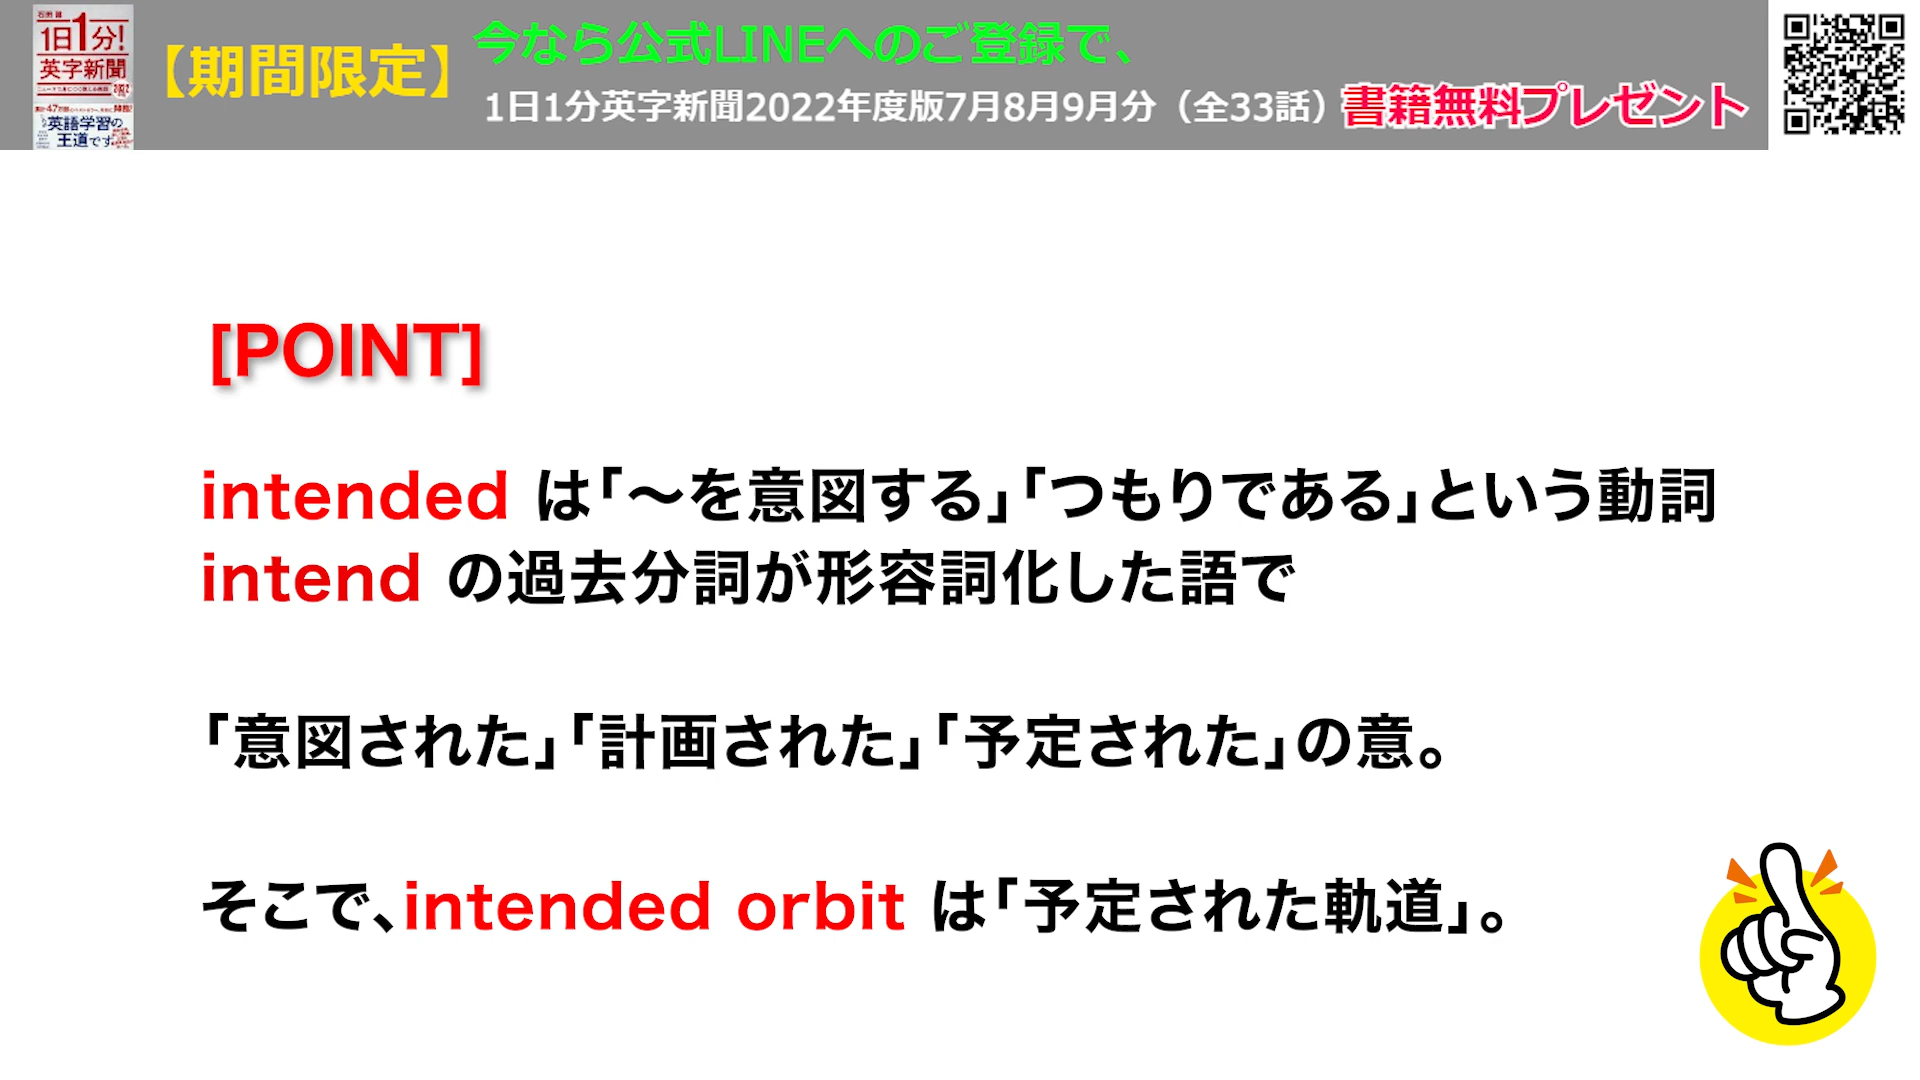 石田 健
1日1分!
英字新聞
英語学習の
王道です。
【期間限定】
今なら公式LINEへのご登録で、
1日1分英字新聞2022年度版7月8月9月分（全33話）書籍無料プレゼント
[POINT]
intended は「～を意図する」「つもりである」という動詞
intend の過去分詞が形容詞化した語で
「意図された」「計画された」「予定された」の意。
そこで、intended orbit は「予定された軌道」。